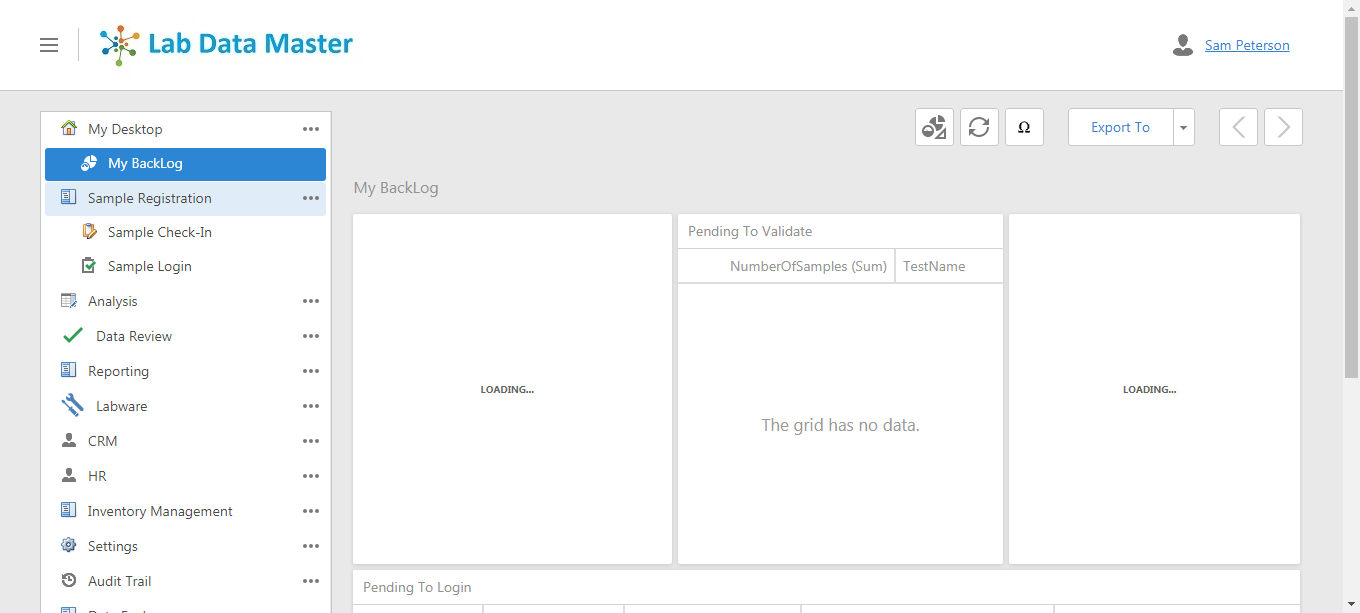 Lab Data Master
Sam Peterson
My Desktop
My BackLog
Sample Registration
Sample Check-In
Sample Login
Analysis
Data Review
Reporting
Labware
CRM
HR
Inventory Management
Settings
Audit Trail
Ω
Export To
My BackLog
LOADING...
Pending To Validate
NumberOfSamples (Sum) TestName
The grid has no data.
LOADING...
Pending To Login